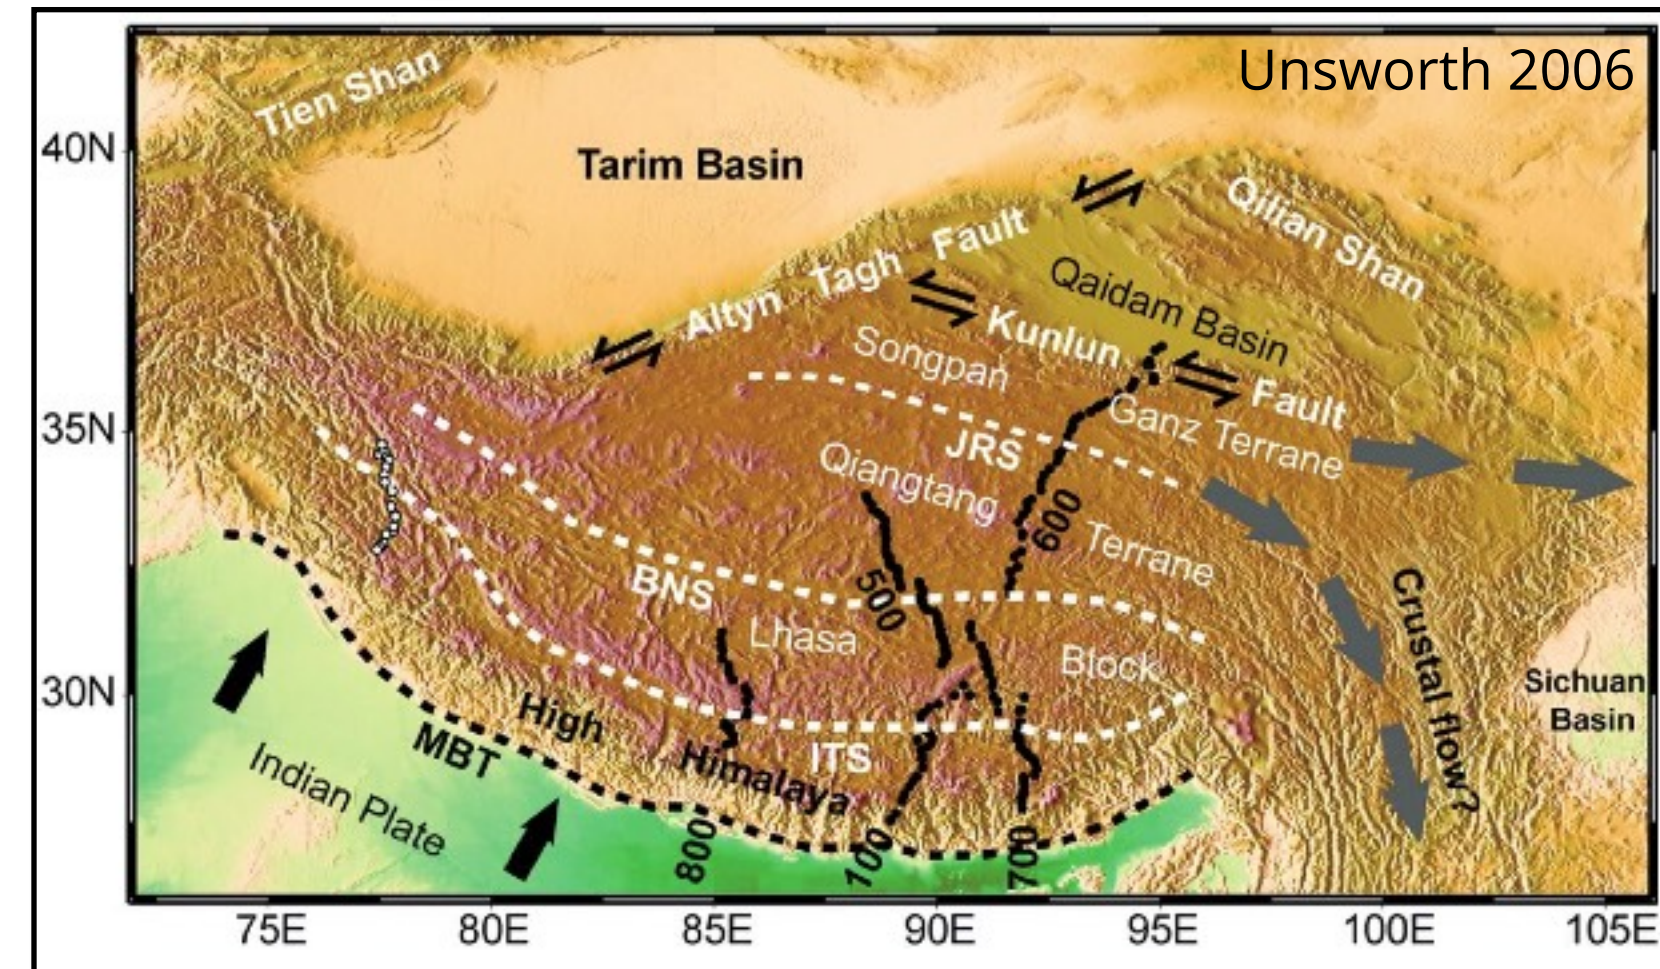 Unsworth 2006
Tien Shan
40N
Tarim Basin
Qilian Shan
Altyn Tagh Fault
Qaidam Basin
Kunlun
Fault
Songpan
Ganz Terrane
35N
JRS
Qiangtang
Terrane
600
500
BNS
Lhasa
Block
Crustal flow?
30N
Sichuan
Basin
High
Himalaya
ITS
MBT
Indian Plate
800
100
700
75E
80E
85E
90E
95E
100E
105E